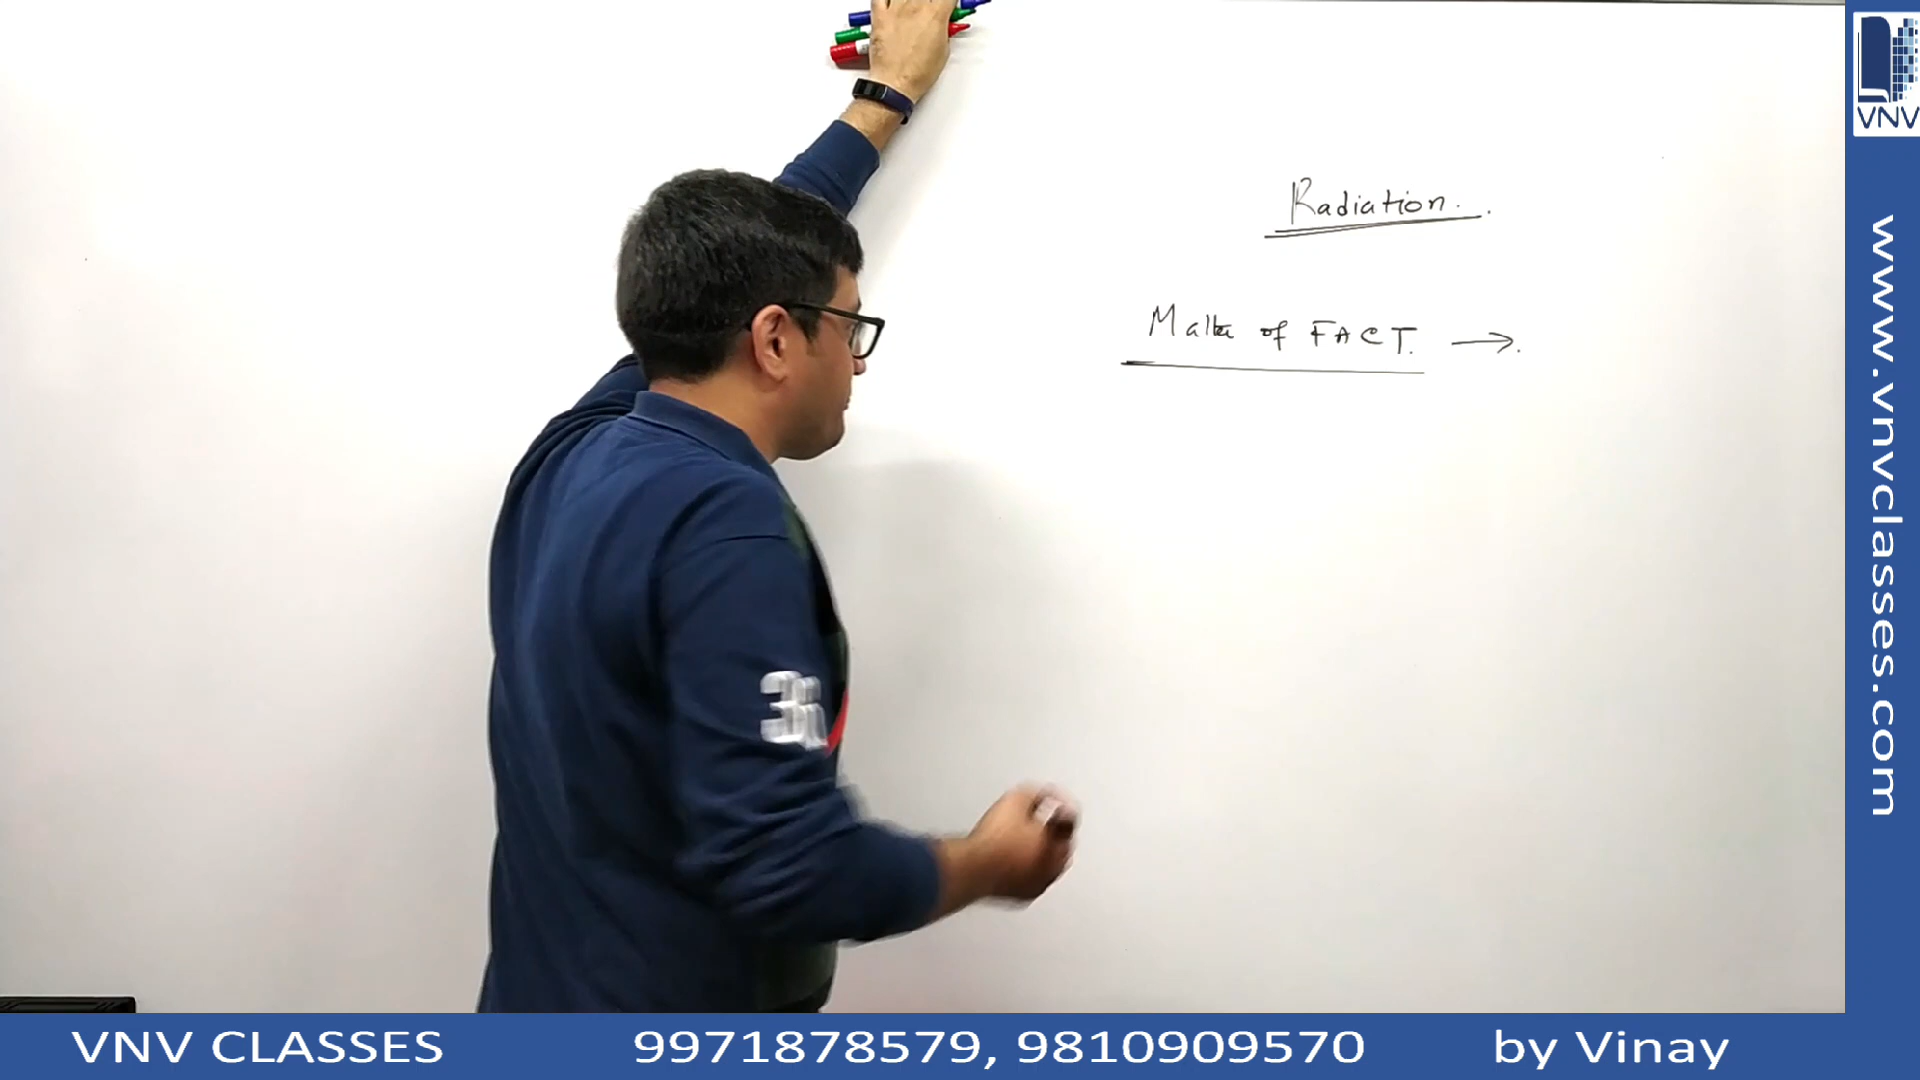 VNV
Radiation.
Matter of FACT. →
www.vnvclasses.com
VNV CLASSES 9971878579, 9810909570 by Vinay